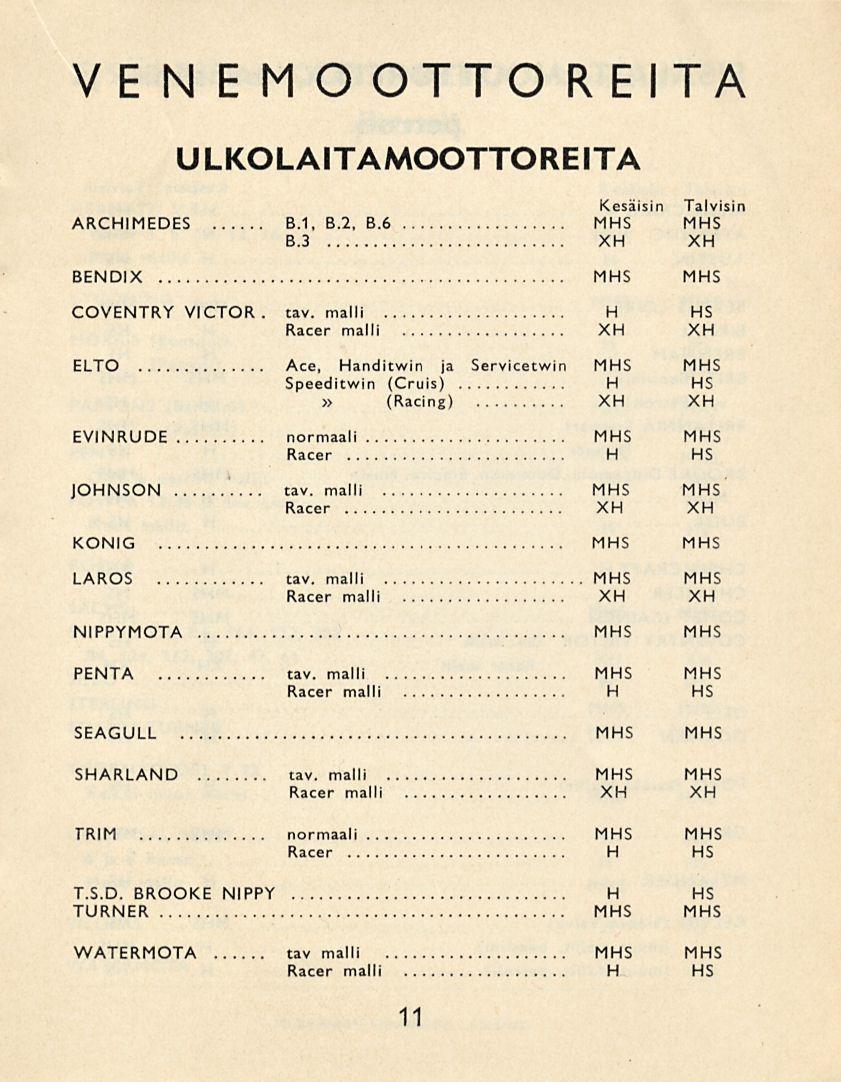 VENEMOOTTOREITA
ULKOLAITAMOOTTOREITA
Kesäisin Talvisin
ARCHIMEDES ...... B.1, B.2, B.6 .................. MHS MHS
B.3 .......................... XH XH
BENDIX ............................................. MHS MHS
COVENTRY VICTOR. tav. malli .................... H HS
Racer malli .................. XH XH
ELTO .............. Ace, Handitwin ja Servicetwin MHS MHS
Speeditwin (Cruis) ............ H HS
» (Racing) .......... XH XH
EVINRUDE .......... normaali ...................... MHS MHS
Racer ........................ H HS
JOHNSON .......... tav. malli .................... MHS MHS
Racer ........................ XH XH
KONIG ............................................. MHS MHS
LAROS ............ tav. malli ...................... MHS MHS
Racer malli .................. XH XH
NIPPYMOTA ........................................ MHS MHS
PENTA ............ tav. malli .................... MHS MHS
Racer malli .................. H HS
SEAGULL .......................................... MHS MHS
SHARLAND ........ tav. malli .................... MHS MHS
Racer malli .................. XH XH
TRIM .............. normaali ...................... MHS MHS
Racer ........................ H HS
T.S.D. BROOKE NIPPY .............................. H HS
TURNER ............................................. MHS MHS
WATERMOTA ...... tav malli .................... MHS MHS
Racer malli .................. H HS
11